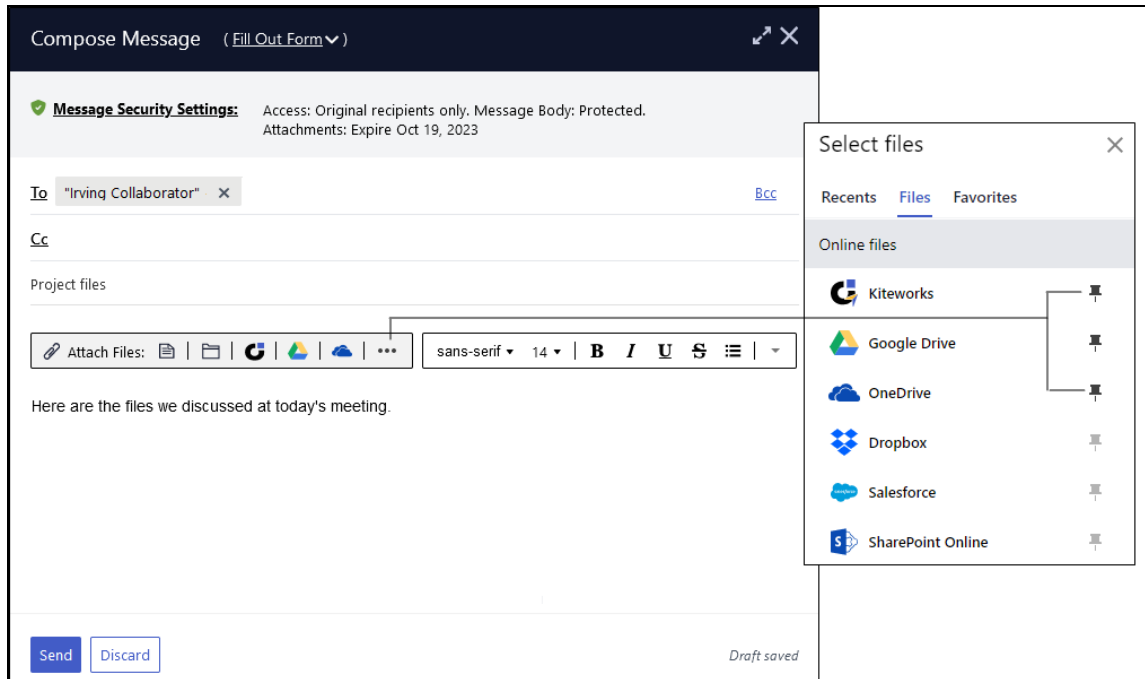 Compose Message ( Fill Out Form )
Message Security Settings: Access: Original recipients only. Message Body: Protected.
Attachments: Expire Oct 19, 2023
To "Irving Collaborator" Bcc
Cc
Project files
Attach Files: sans-serif 14 B I U S
Here are the files we discussed at today's meeting.
Send Discard Draft saved
Select files
Recents Files Favorites
Online files
Kiteworks
Google Drive
OneDrive
Dropbox
Salesforce
SharePoint Online